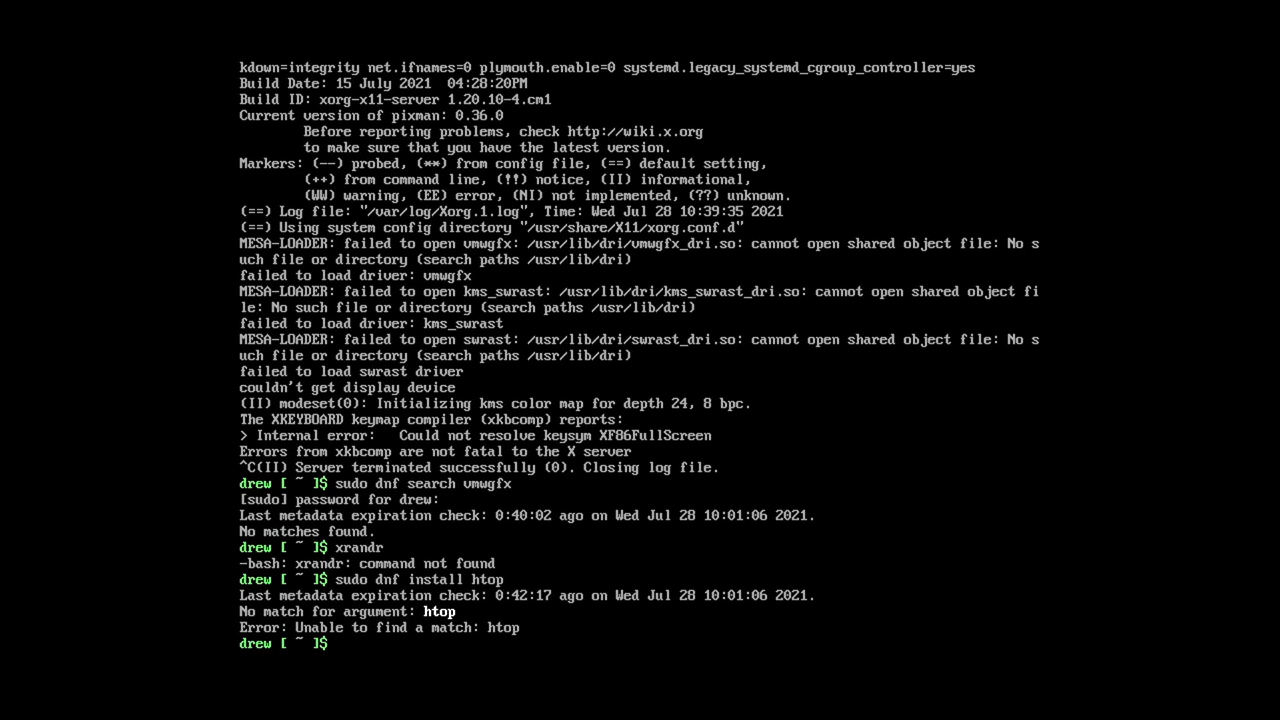 kdown=integrity net.ifnames=0 plymouth.enable=0 systemd.legacy_systemd_cgroup_controller=yes
Build Date: 15 July 2021  04:28:20PM
Build ID: xorg-x11-server 1.20.10-4.cm1
Current version of pixman: 0.36.0
        Before reporting problems, check http://wiki.x.org
        to make sure that you have the latest version.
Markers: (--) probed, (**) from config file, (==) default setting,
        (++) from command line, (!!) notice, (II) informational,
        (WW) warning, (EE) error, (NI) not implemented, (??) unknown.
(==) Log file: "/var/log/Xorg.1.log", Time: Wed Jul 28 10:39:35 2021
(==) Using system config directory "/usr/share/X11/xorg.conf.d"
MESA-LOADER: failed to open vmwgfx: /usr/lib/dri/vmwgfx_dri.so: cannot open shared object file: No s
uch file or directory (search paths /usr/lib/dri)
failed to load driver: vmwgfx
MESA-LOADER: failed to open kms_swrast: /usr/lib/dri/kms_swrast_dri.so: cannot open shared object fi
le: No such file or directory (search paths /usr/lib/dri)
failed to load driver: kms_swrast
MESA-LOADER: failed to open swrast: /usr/lib/dri/swrast_dri.so: cannot open shared object file: No s
uch file or directory (search paths /usr/lib/dri)
failed to load swrast driver
couldn't get display device
(II) modeset(0): Initializing kms color map for depth 24, 8 bpc.
The XKEYBOARD keymap compiler (xkbcomp) reports:
> Internal error:   Could not resolve keysym XF86FullScreen
Errors from xkbcomp are not fatal to the X server
^C(II) Server terminated successfully (0). Closing log file.
drew [ ~ ]$ sudo dnf search vmwgfx
[sudo] password for drew:
Last metadata expiration check: 0:40:02 ago on Wed Jul 28 10:01:06 2021.
No matches found.
drew [ ~ ]$ xrandr
-bash: xrandr: command not found
drew [ ~ ]$ sudo dnf install htop
Last metadata expiration check: 0:42:17 ago on Wed Jul 28 10:01:06 2021.
No match for argument: htop
Error: Unable to find a match: htop
drew [ ~ ]$